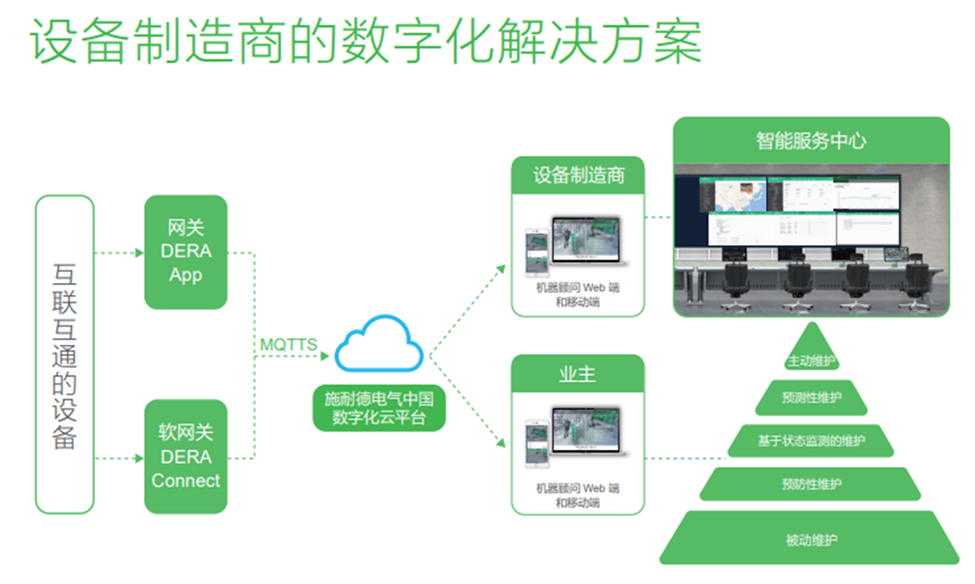 设备制造商的数字化解决方案
互联互通的设备
网关
DERA
App
软网关
DERA
Connect
MQTTS
施耐德电气中国
数字化云平台
设备制造商
机器顾问 Web 端
和移动端
业主
机器顾问 Web 端
和移动端
智能服务中心
主动维护
预测性维护
基于状态监测的维护
预防性维护
被动维护